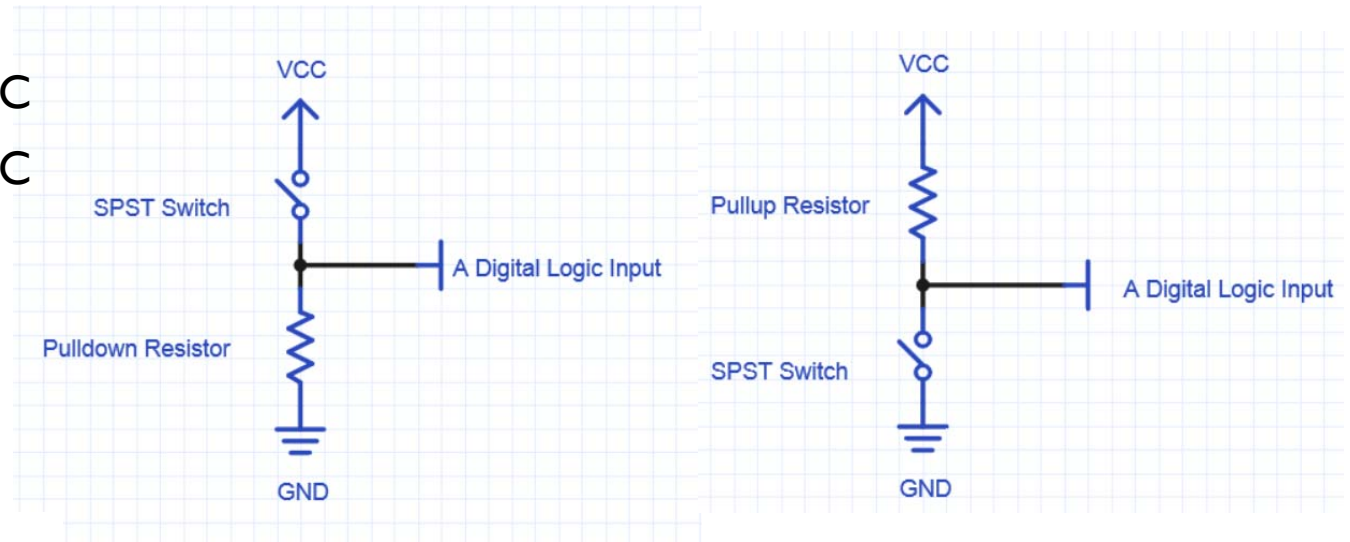 C
C
VCC
SPST Switch
A Digital Logic Input
Pulldown Resistor
GND
VCC
Pullup Resistor
A Digital Logic Input
SPST Switch
GND